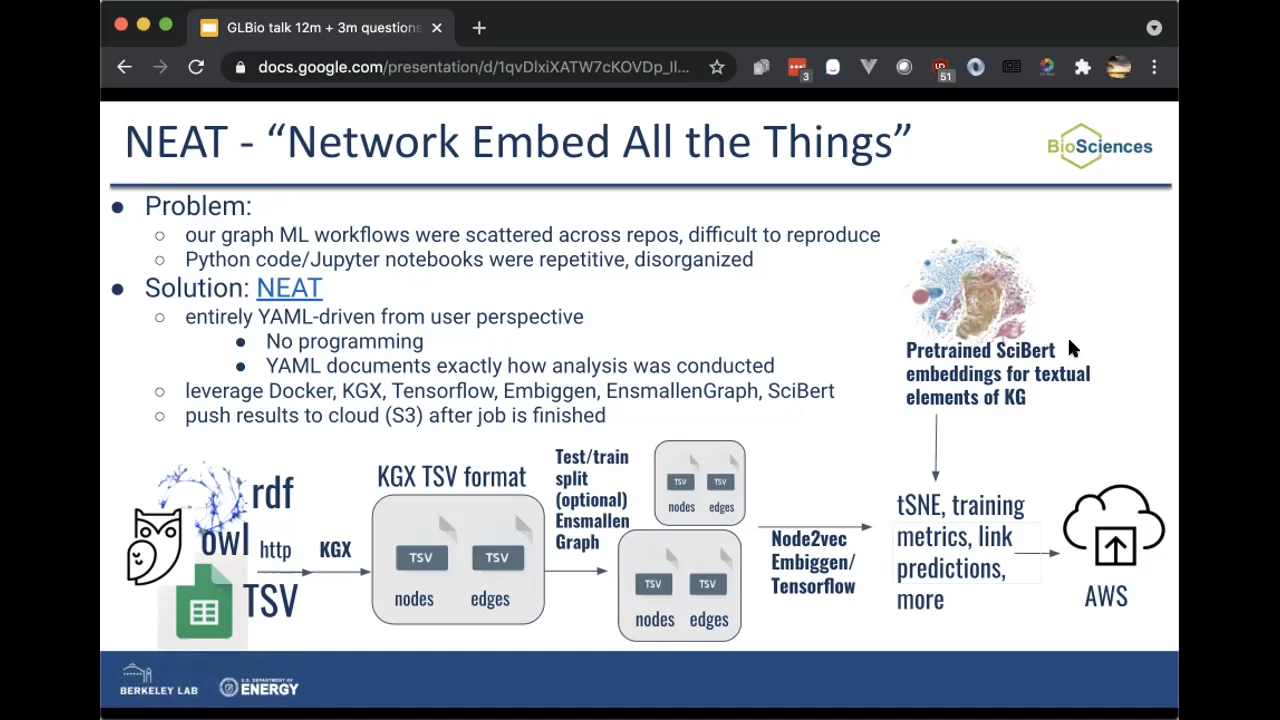 GLBio talk 12m + 3m questions
docs.google.com/presentation/d/1qvDlxiXATW7cKOVDp_lI...
3
51
NEAT - “Network Embed All the Things”
BioSciences
Problem:
our graph ML workflows were scattered across repos, difficult to reproduce
Python code/Jupyter notebooks were repetitive, disorganized
Solution: NEAT
entirely YAML-driven from user perspective
No programming
YAML documents exactly how analysis was conducted
leverage Docker, KGX, Tensorflow, Embiggen, EnsmallenGraph, SciBert
push results to cloud (S3) after job is finished
Pretrained SciBert
embeddings for textual
elements of KG
rdf
owl
http
TSV
KGX
KGX TSV format
TSV
TSV
nodes
edges
Test/train
split
(optional)
Ensmallen
Graph
TSV
TSV
nodes
edges
TSV
TSV
nodes
edges
Node2vec
Embiggen/
Tensorflow
tSNE, training
metrics, link
predictions,
more
AWS
BERKELEY LAB
U.S. DEPARTMENT OF
ENERGY